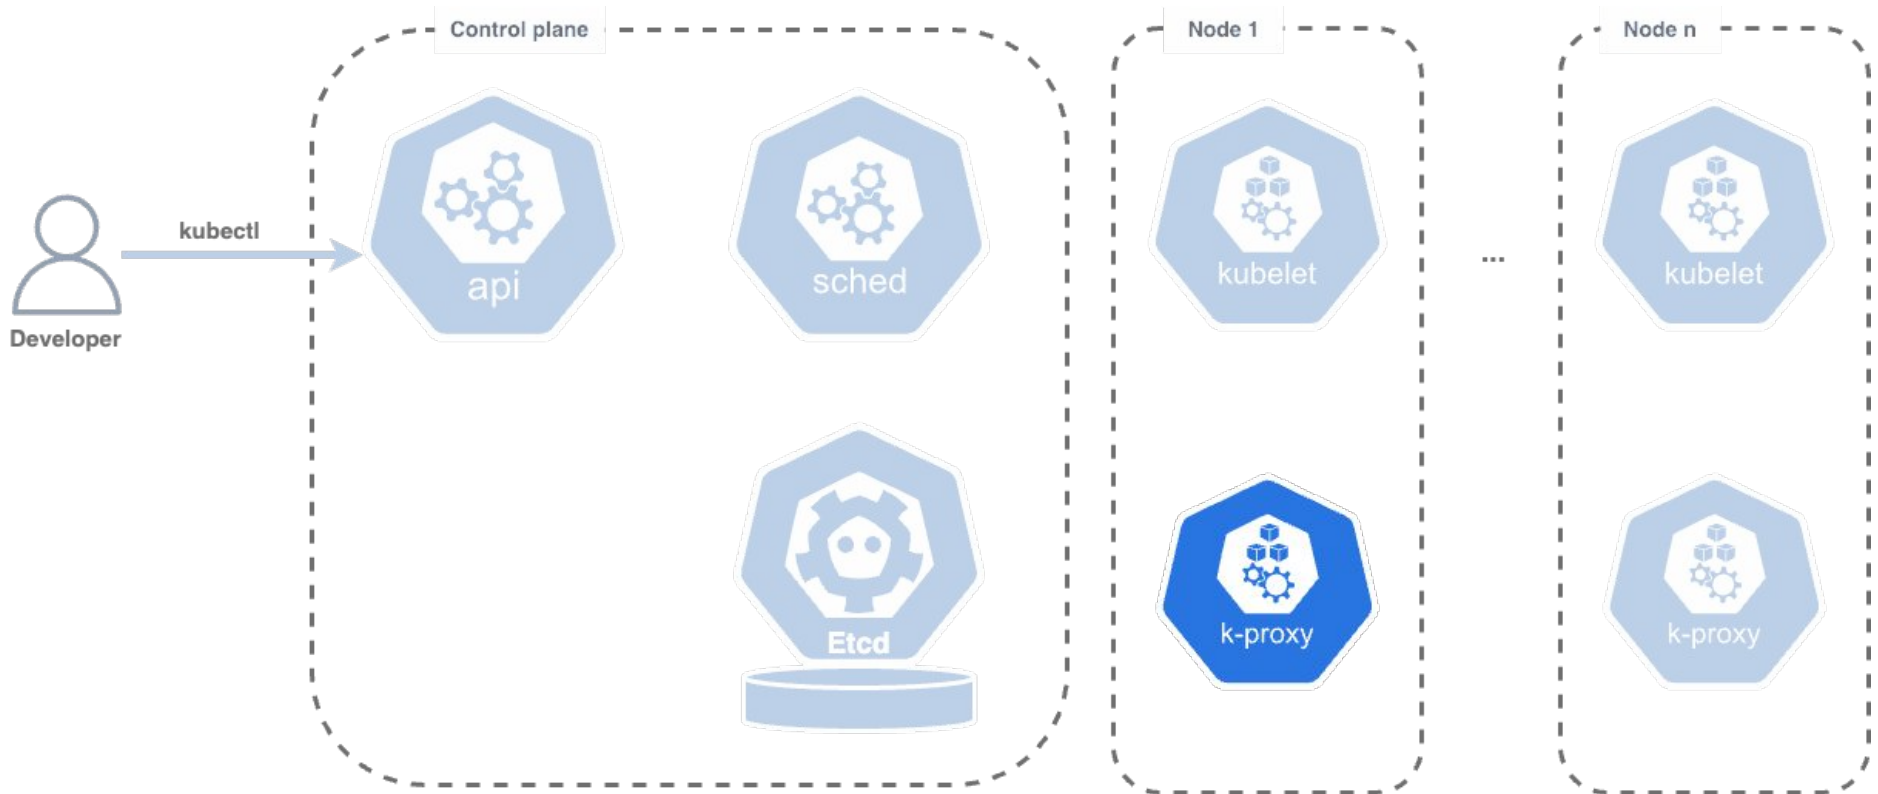 Control plane
Node 1
Node n
kubectl
api
sched
kubelet
...
kubelet
Developer
Etcd
k-proxy
k-proxy